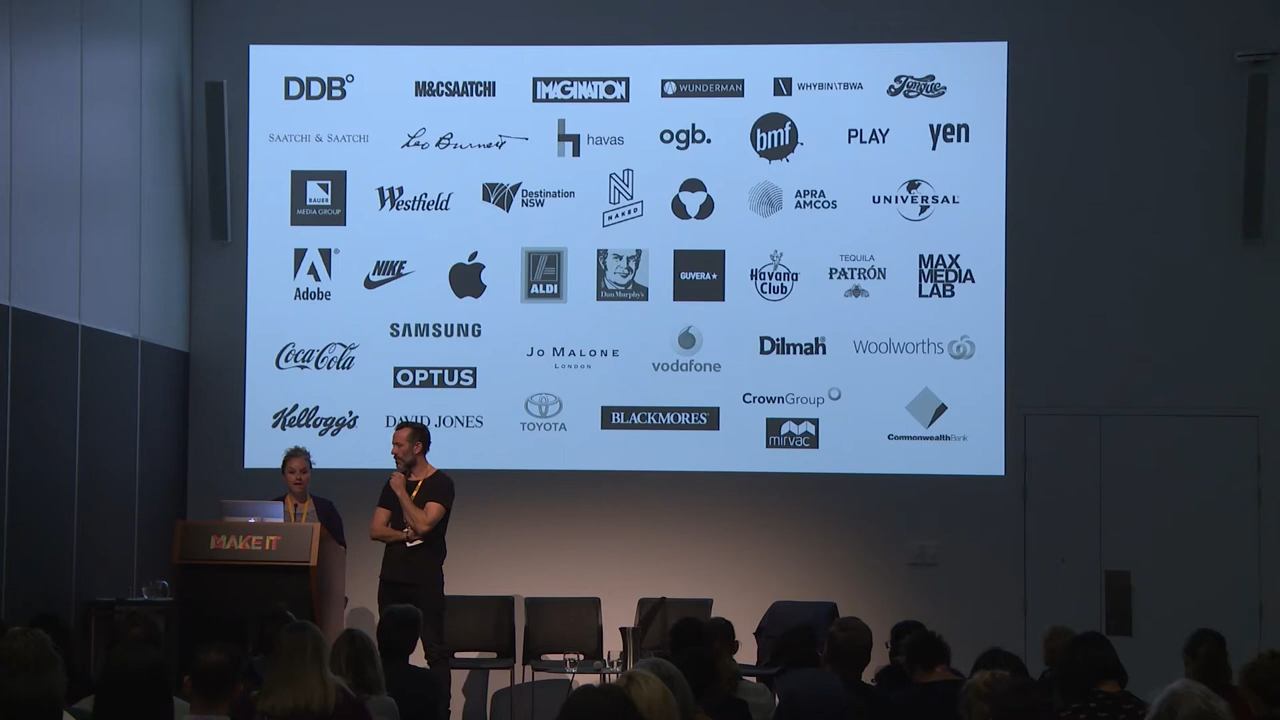 DDB°
M&CSAATCHI
IMAGINATION
WUNDERMAN
WHYBIN\TBWA
Tongue
SAATCHI & SAATCHI
Leo Burnett
havas
ogb.
bmf
PLAY
yen
BAUER
MEDIA GROUP
Westfield
Destination
NSW
N
NAKED
APRA
AMCOS
UNIVERSAL
Adobe
NIKE
ALDI
Dan Murphy's
GUVERA★
Havana
Club
TEQUILA
PATRÓN
MAX
MEDIA
LAB
Coca-Cola
SAMSUNG
OPTUS
JO MALONE
LONDON
vodafone
Dilmah
Woolworths
Kellogg's
DAVID JONES
TOYOTA
BLACKMORES®
CrownGroup
mirvac
CommonwealthBank
MAKE IT